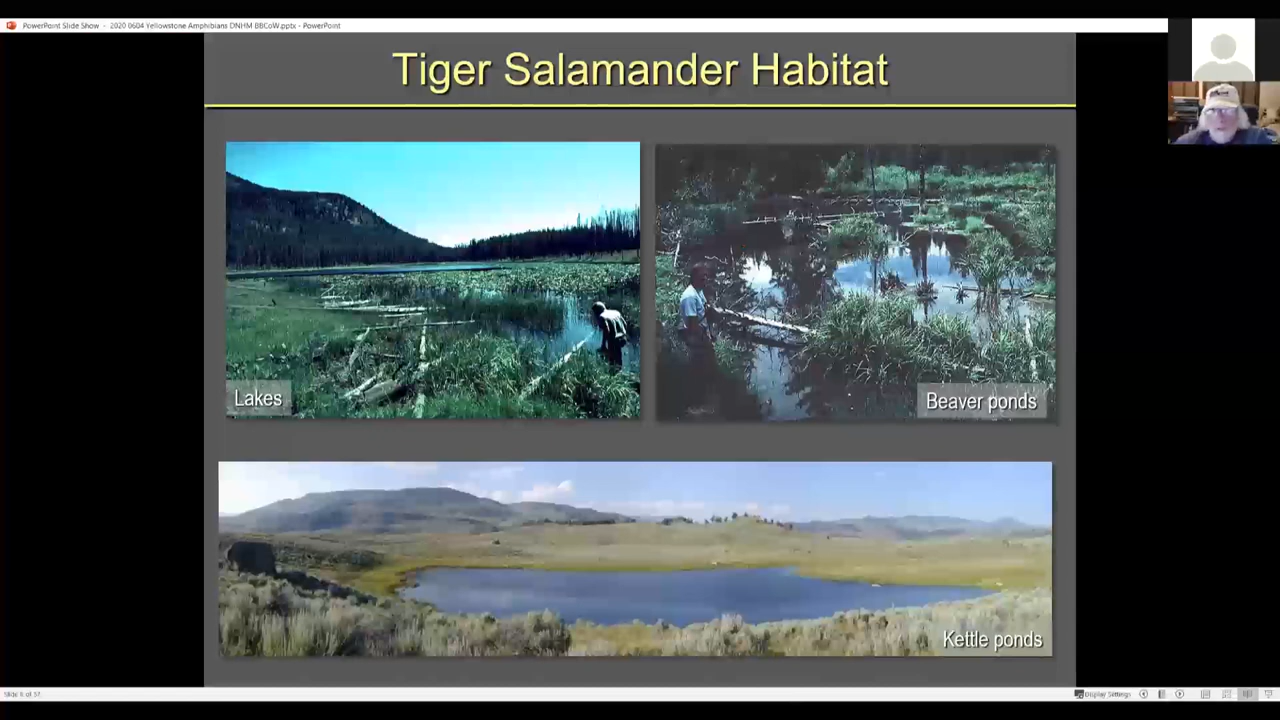 PowerPoint Slide Show - 2020 0604 Yellowstone Amphibians DNHM BBCoW.pptx - PowerPoint
Tiger Salamander Habitat
Lakes
Beaver ponds
Kettle ponds
Display Settings